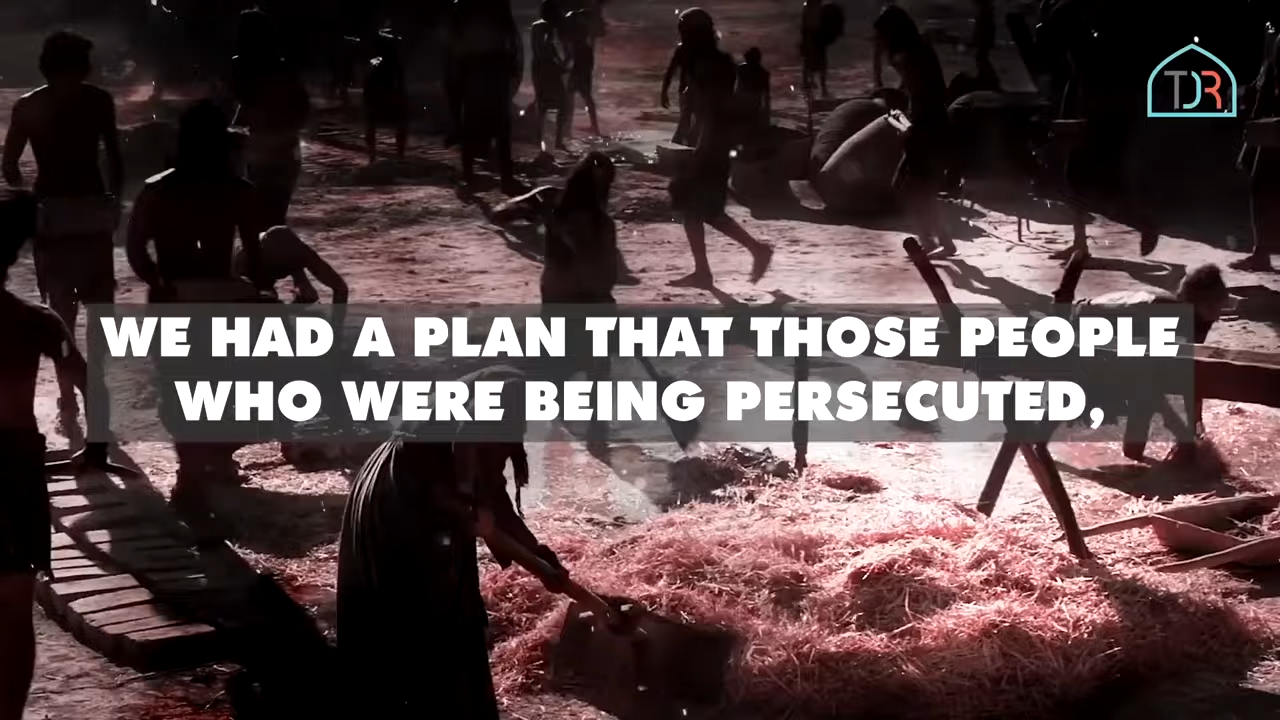 TDR
WE HAD A PLAN THAT THOSE PEOPLE
WHO WERE BEING PERSECUTED,